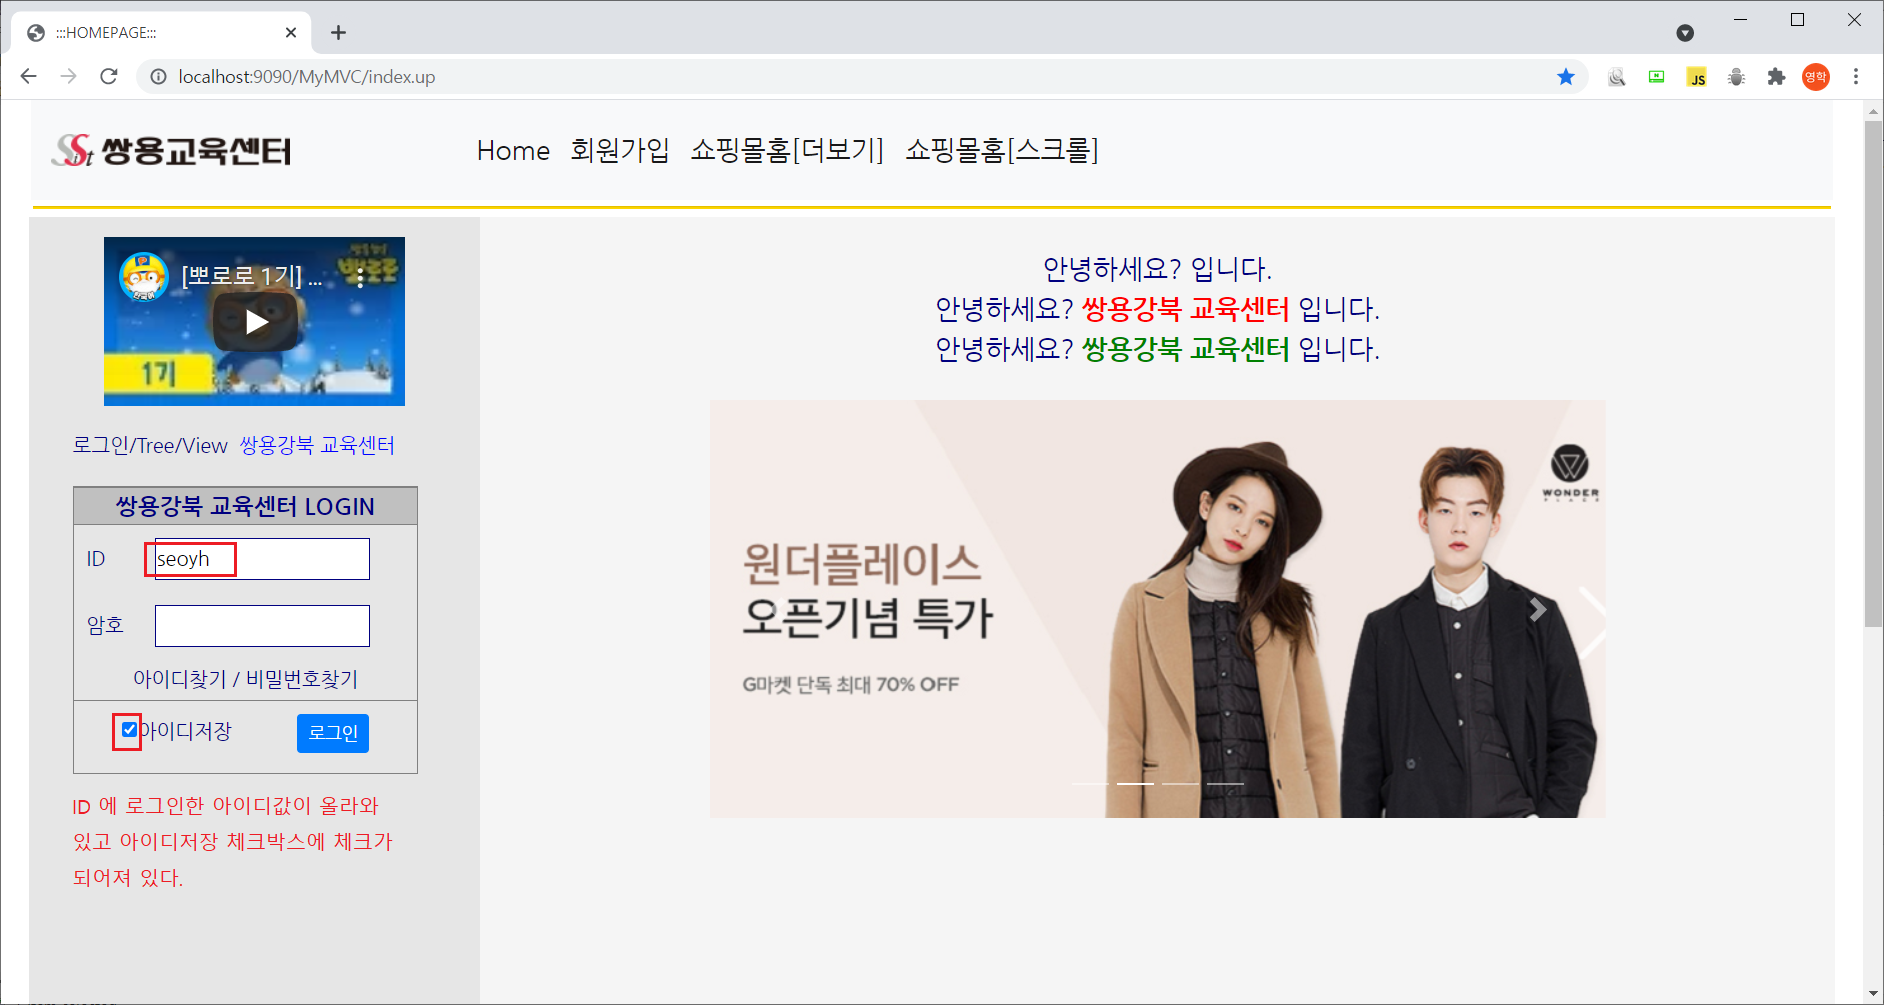 :::HOMEPAGE:::
localhost:9090/MyMVC/index.up
JS
영학
SSist 쌍용교육센터
Home 회원가입 쇼핑몰홈[더보기] 쇼핑몰홈[스크롤]
[뽀로로 1기] ...
한국어
1기
안녕하세요? 입니다.
안녕하세요? 쌍용강북 교육센터 입니다.
안녕하세요? 쌍용강북 교육센터 입니다.
로그인/Tree/View 쌍용강북 교육센터
쌍용강북 교육센터 LOGIN
ID seoyh
암호
아이디찾기 / 비밀번호찾기
아이디저장 로그인
ID 에 로그인한 아이디값이 올라와
있고 아이디저장 체크박스에 체크가
되어져 있다.
WONDER
PLACE
원더플레이스
오픈기념 특가
G마켓 단독 최대 70% OFF